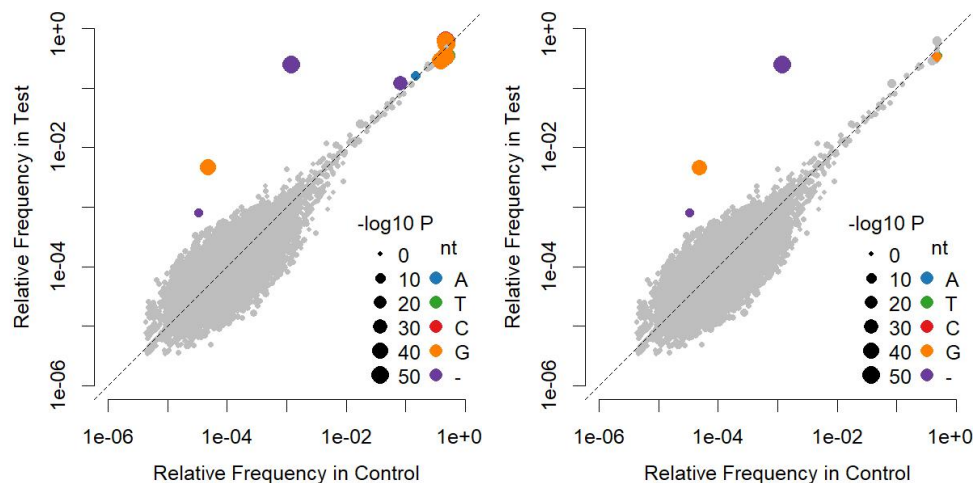 1e+0
1e-02
1e-04
1e-06
Relative Frequency in Test
-log10 P
nt
0
10 A
20 T
30 C
40 G
50 -
1e-06 1e-04 1e-02 1e+0
Relative Frequency in Control
1e+0
1e-02
1e-04
1e-06
Relative Frequency in Test
-log10 P
nt
0
10 A
20 T
30 C
40 G
50 -
1e-06 1e-04 1e-02 1e+0
Relative Frequency in Control